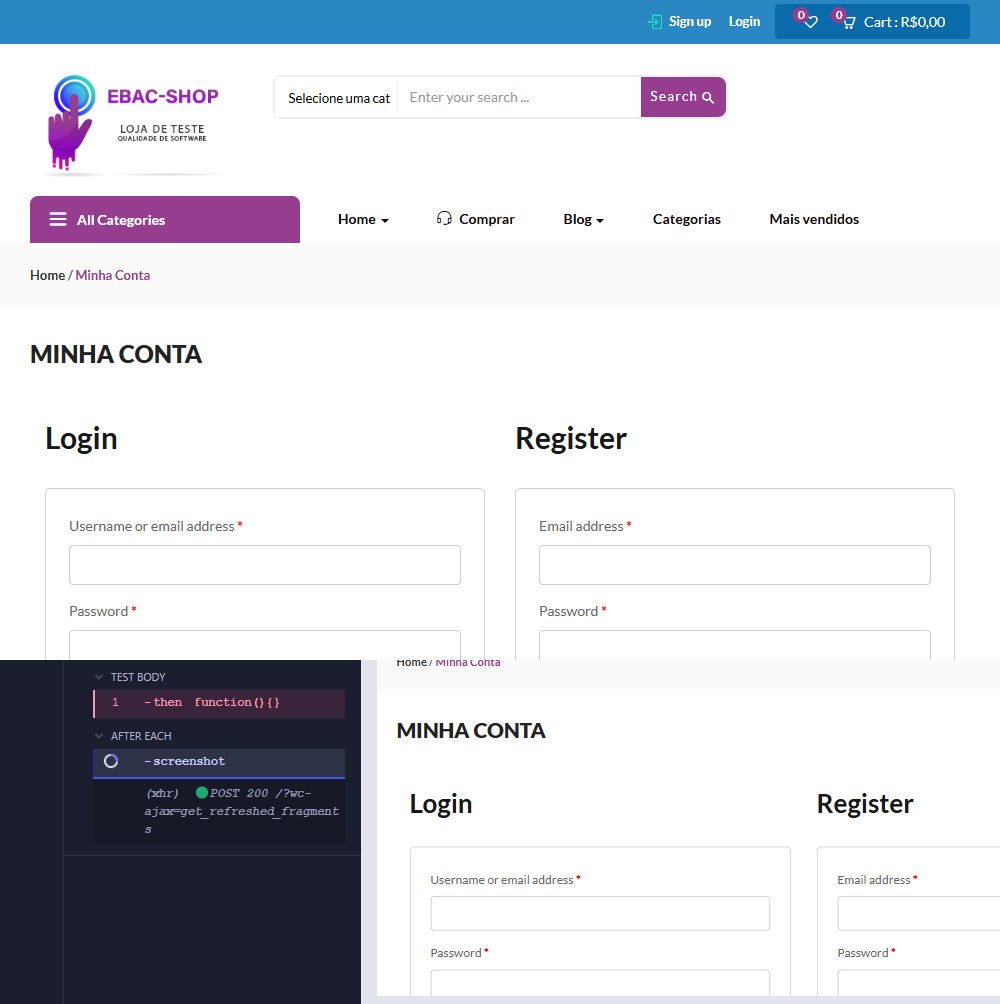 Sign up Login 0 0 Cart : R$0,00
EBAC-SHOP
LOJA DE TESTE
QUALIDADE DE SOFTWARE
Selecione uma cat Enter your search ... Search
All Categories Home Comprar Blog Categorias Mais vendidos
Home / Minha Conta
MINHA CONTA
Login Register
Username or email address * Email address *
Password * Password *
TEST BODY
1 -then function(){}
AFTER EACH
-screenshot
(xhr) POST 200 /?wc-
ajax=get_refreshed_fragment
s
Home / Minha Conta
MINHA CONTA
Login Register
Username or email address * Email address *
Password * Password *